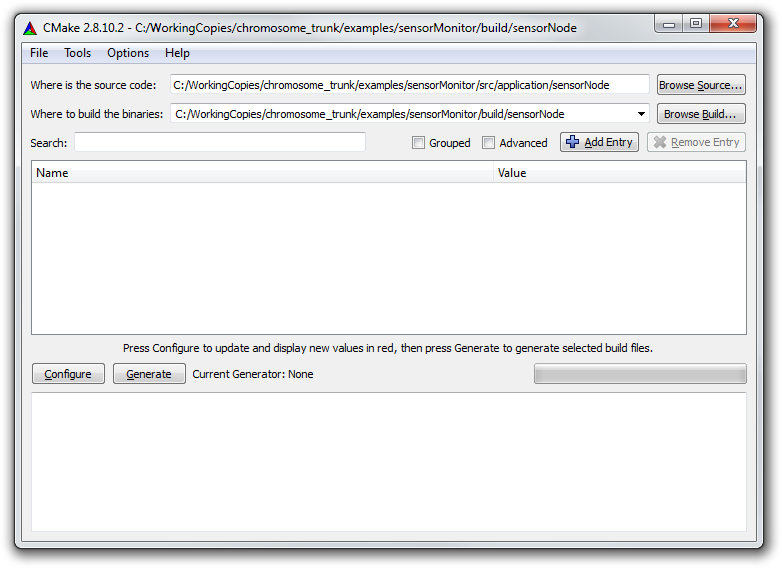 CMake 2.8.10.2 - C:/WorkingCopies/chromosome_trunk/examples/sensorMonitor/build/sensorNode
File Tools Options Help
Where is the source code: C:/WorkingCopies/chromosome_trunk/examples/sensorMonitor/src/application/sensorNode Browse Source...
Where to build the binaries: C:/WorkingCopies/chromosome_trunk/examples/sensorMonitor/build/sensorNode Browse Build...
Search: Grouped Advanced Add Entry Remove Entry
Name Value
Press Configure to update and display new values in red, then press Generate to generate selected build files.
Configure Generate Current Generator: None